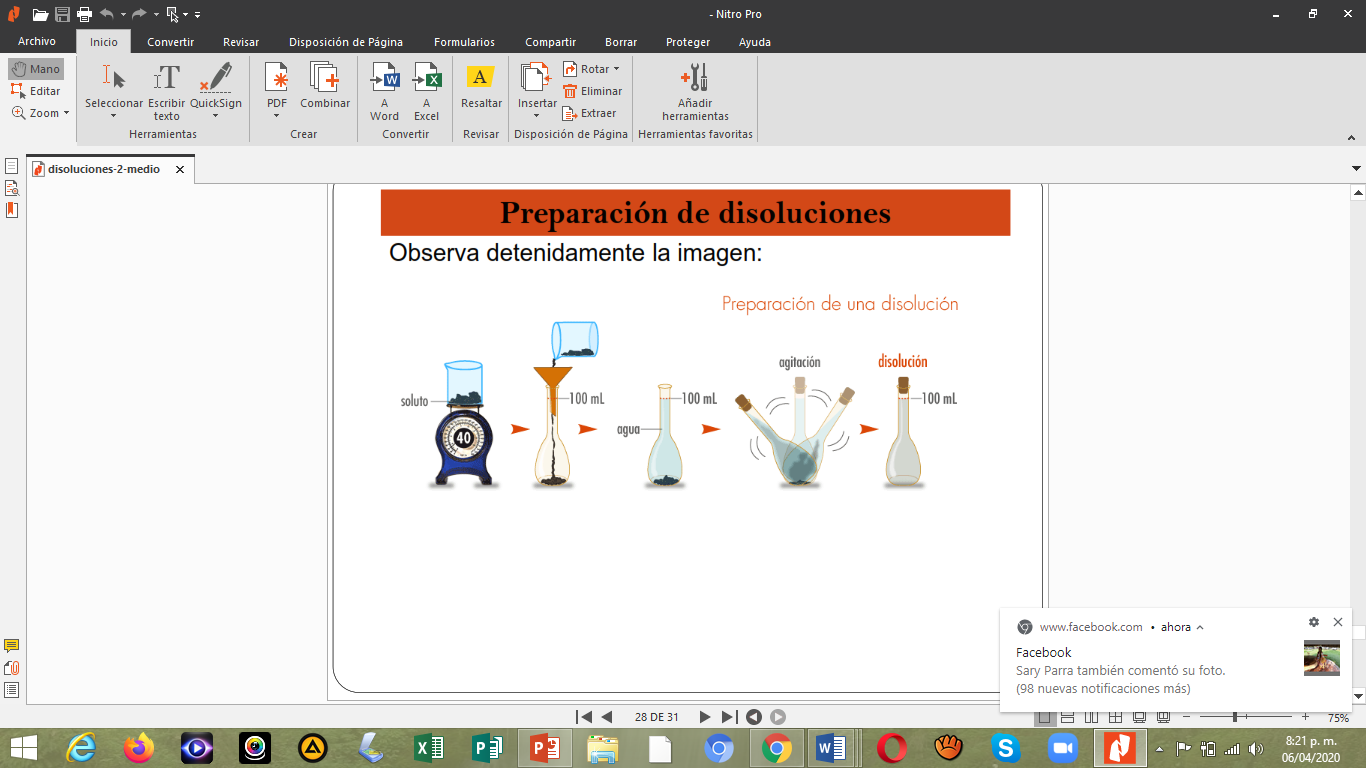 - Nitro Pro
Archivo Inicio Convertir Revisar Disposición de Página Formularios Compartir Borrar Proteger Ayuda
Mano
Editar
Zoom
Seleccionar
Escribir texto
QuickSign
Herramientas
PDF
Combinar
Crear
A Word
A Excel
Convertir
Resaltar
Revisar
Insertar
Rotar
Eliminar
Extraer
Disposición de Página
Añadir herramientas
Herramientas favoritas
disoluciones-2-medio
Preparación de disoluciones
Observa detenidamente la imagen:
Preparación de una disolución
soluto
40
100 mL
agua
100 mL
agitación
disolución
100 mL
www.facebook.com • ahora
Facebook
Sary Parra también comentó su foto.
(98 nuevas notificaciones más)
28 DE 31
75%
8:21 p. m.
06/04/2020